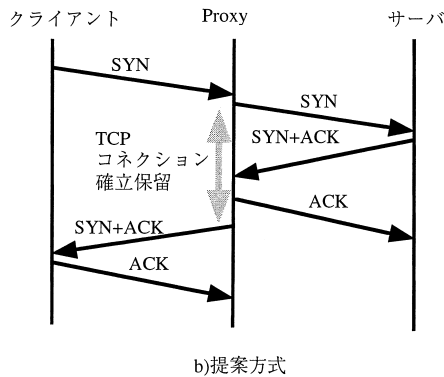 クライアント Proxy サーバ
SYN
SYN
TCP
コネクション
確立保留
SYN+ACK
ACK
SYN+ACK
ACK
b)提案方式